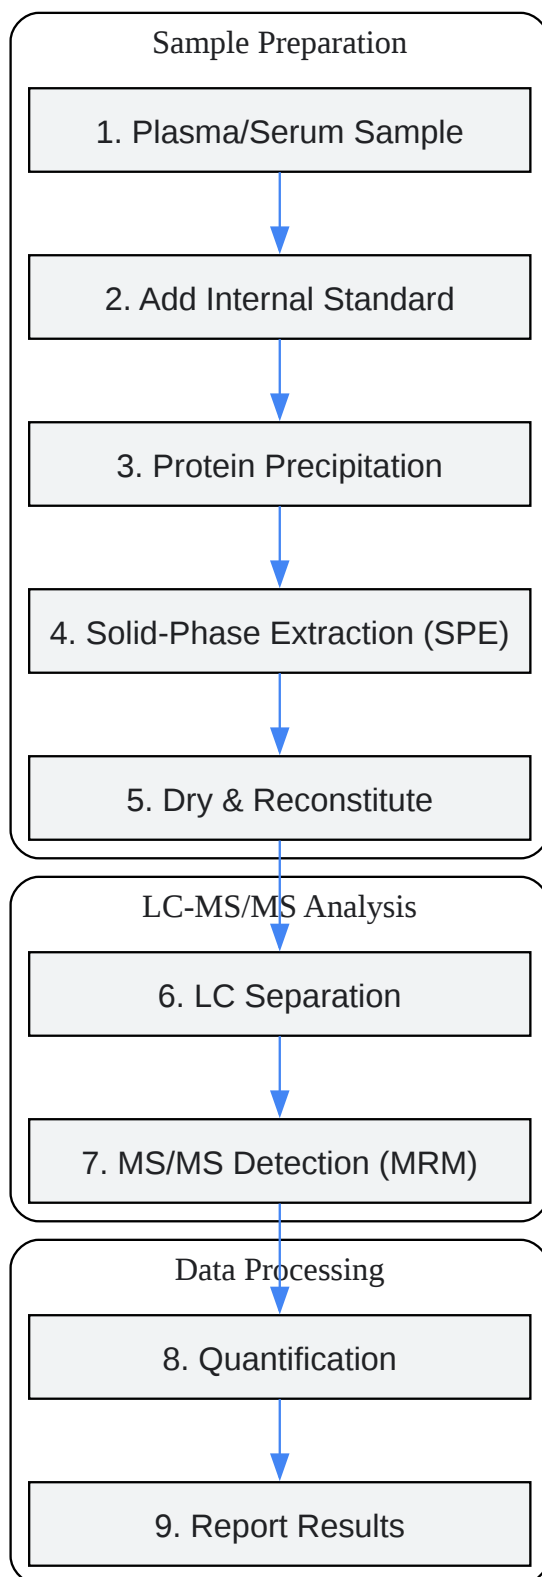 Sample Preparation
1. Plasma/Serum Sample
2. Add Internal Standard
3. Protein Precipitation
4. Solid-Phase Extraction (SPE)
5. Dry & Reconstitute
LC-MS/MS Analysis
6. LC Separation
7. MS/MS Detection (MRM)
Data Processing
8. Quantification
9. Report Results